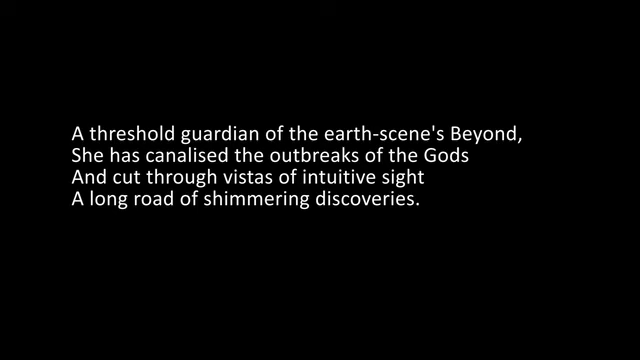 A threshold guardian of the earth-scene's Beyond,
She has canalised the outbreaks of the Gods
And cut through vistas of intuitive sight
A long road of shimmering discoveries.